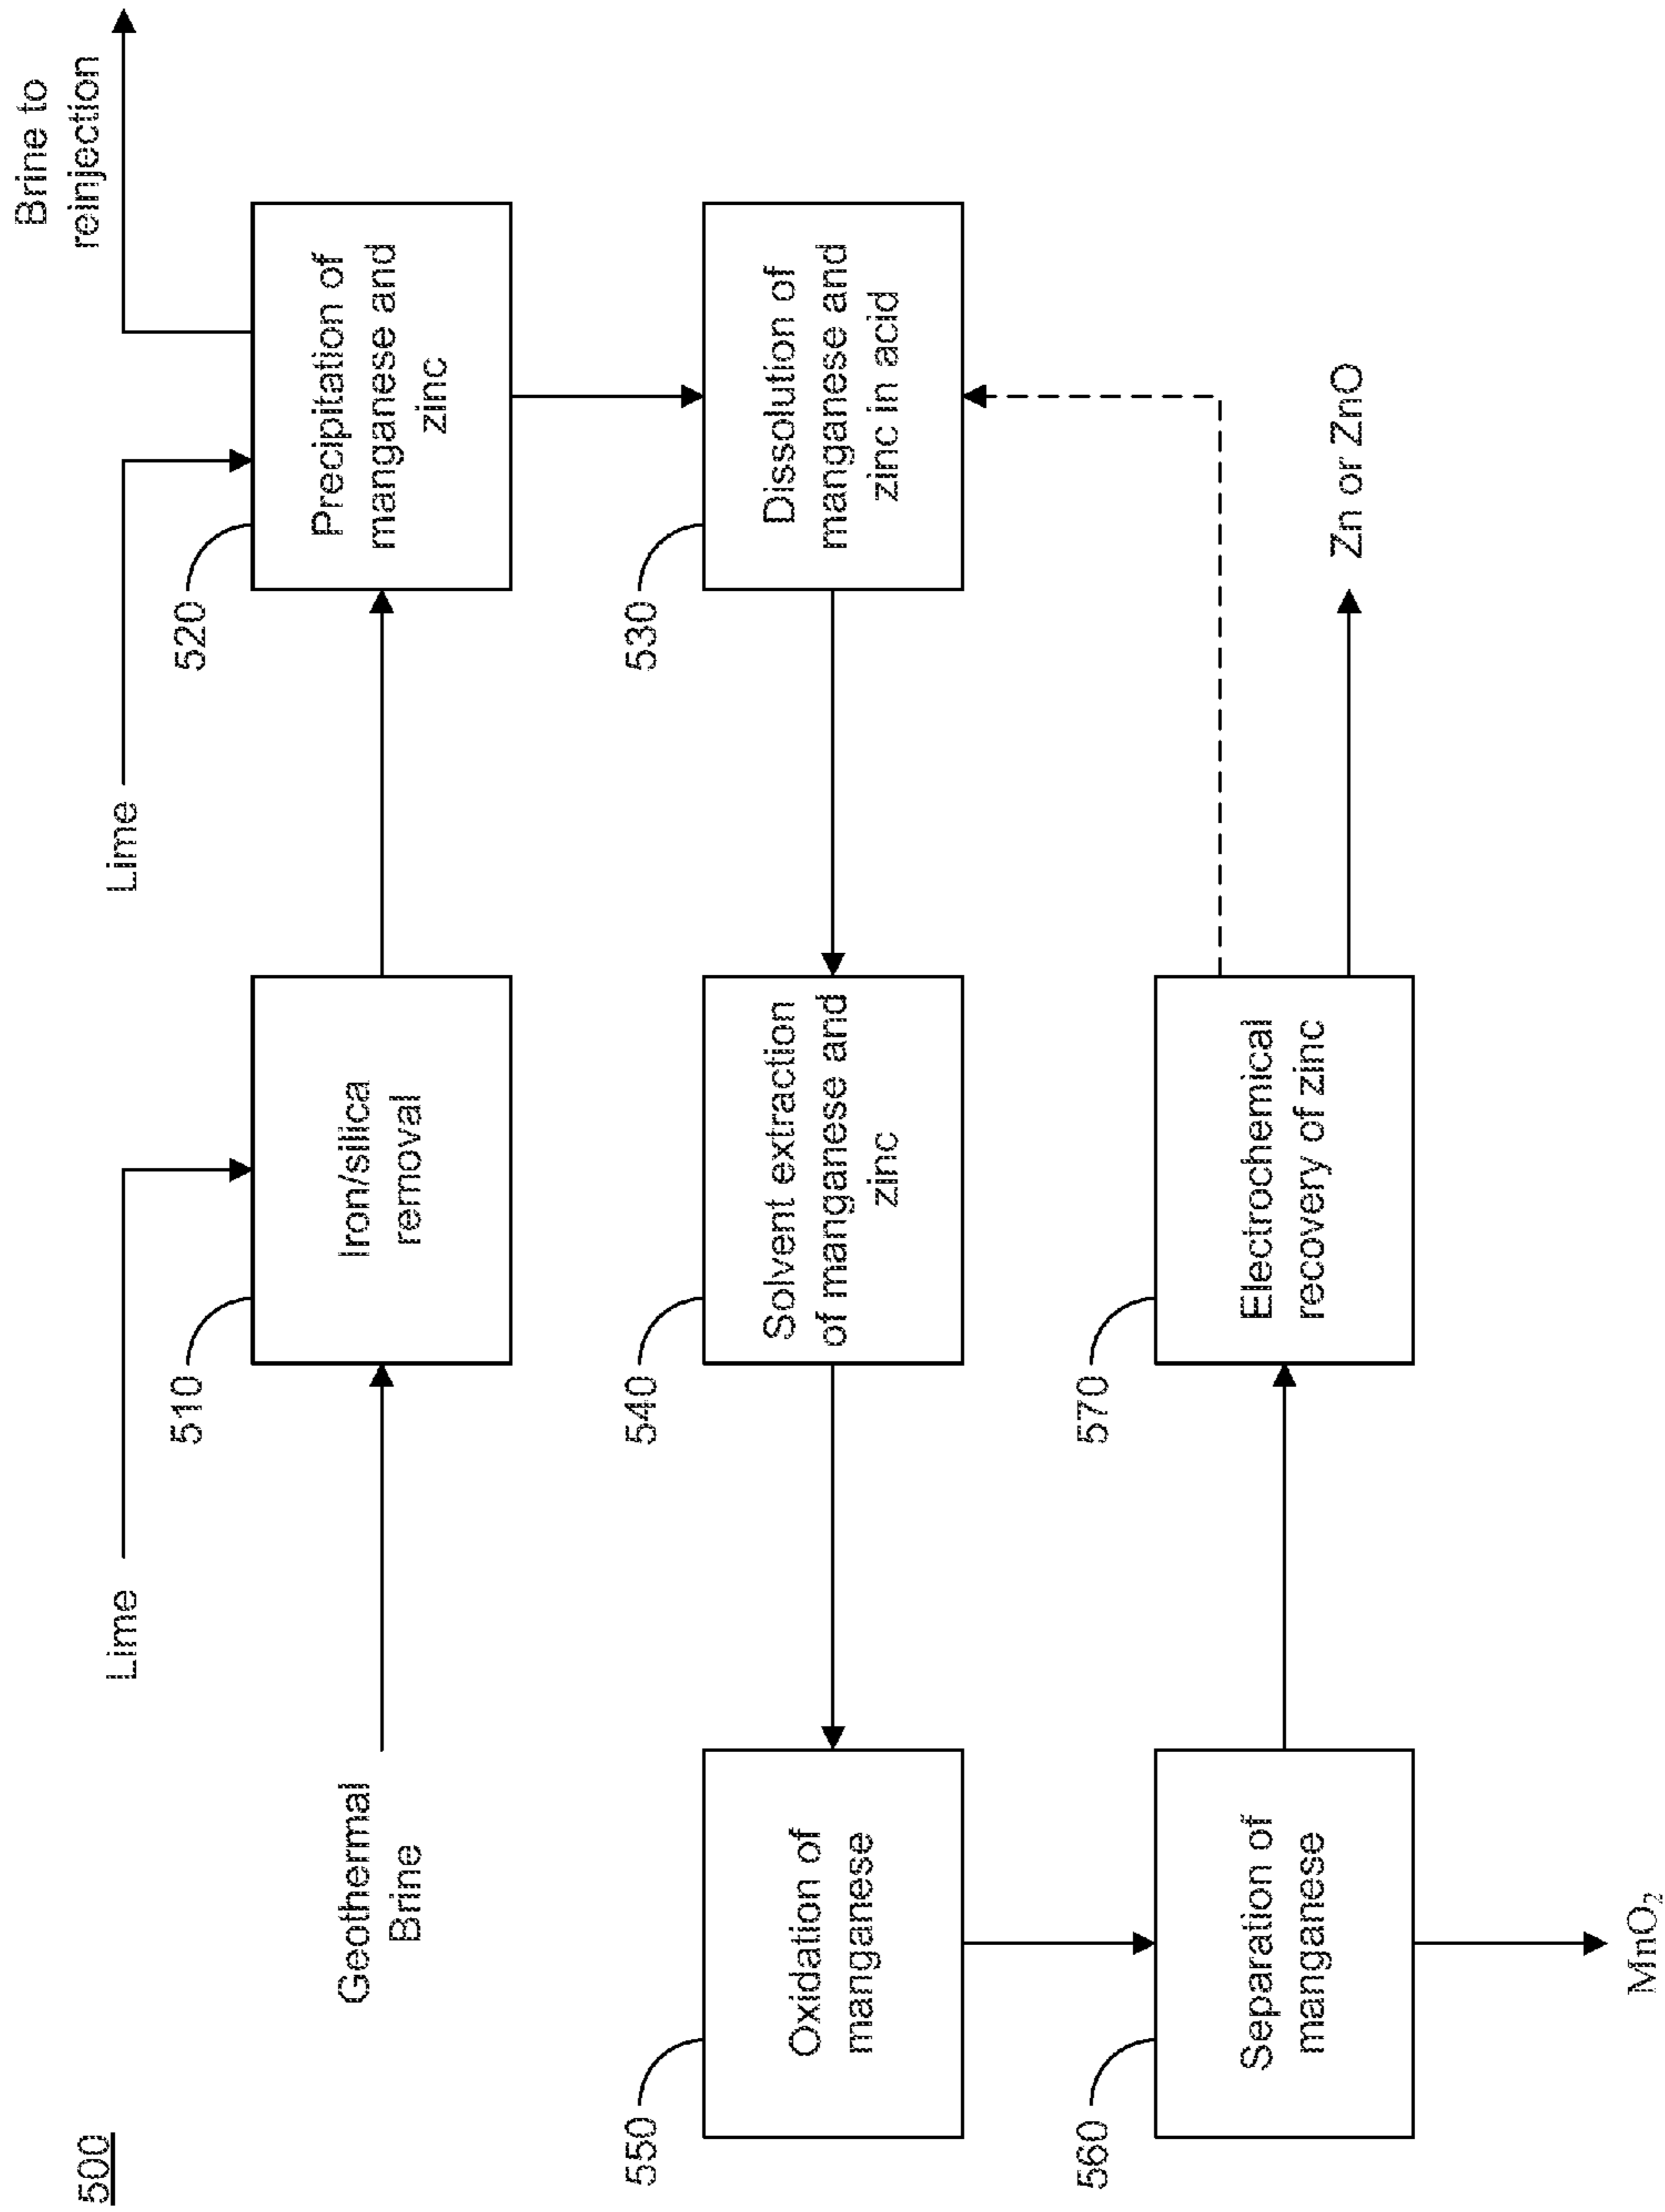 500
Lime
Lime
Brine to
reinjection
Geothermal
Brine
510
Iron/silica
removal
520
Precipitation of
manganese and
zinc
550
Oxidation of
manganese
540
Solvent extraction
of manganese and
zinc
530
Dissolution of
manganese and
zinc in acid
560
Separation of
manganese
570
Electrochemical
recovery of zinc
Zn or ZnO
MnO₂